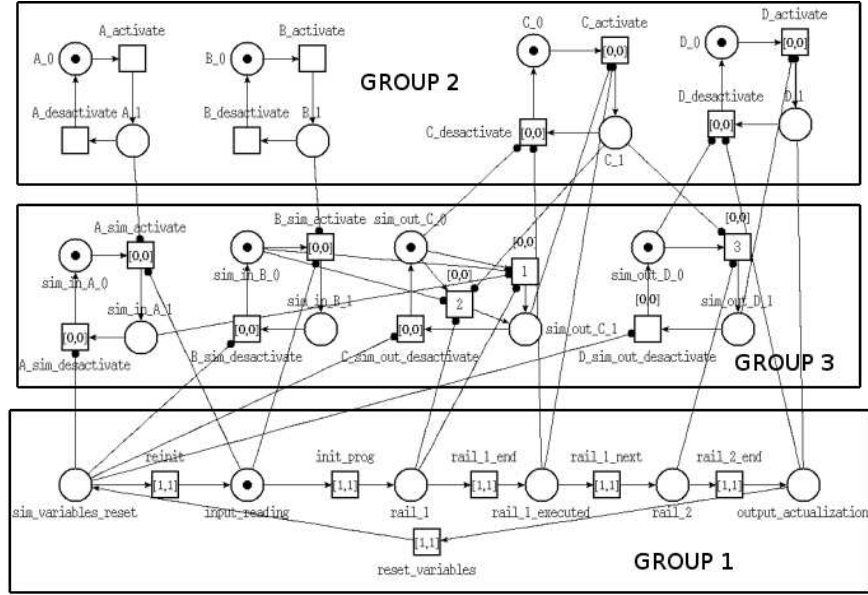 C_0
C_activate
D_activate
A_activate
B_activate
[0,0]
D_0
[0,0]
A_0
B_0
GROUP 2
D_desactivate
D_1
A_desactivate
A_1
B_desactivate
B_1
C_desactivate
[0,0]
[0,0]
C_1
A_sim_activate
B_sim_activate
sim_out_C_0
[0,0]
[0,0]
[0,0]
[0,0]
1
3
sim_in_A_0
sim_in_B_0
[0,0]
sim_out_D_0
sim_in_A_1
sim_in_B_1
2
[0,0]
sim_out_D_1
[0,0]
[0,0]
[0,0]
sim_out_C_1
A_sim_desactivate
B_sim_desactivate
C_sim_out_desactivate
D_sim_out_desactivate
GROUP 3
reinit
init_prog
rail_1_end
rail_1_next
rail_2_end
[1,1]
[1,1]
[1,1]
[1,1]
[1,1]
sim_variables_reset
input_reading
rail_1
rail_1_executed
rail_2
output_actualization
[1,1]
reset_variables
GROUP 1